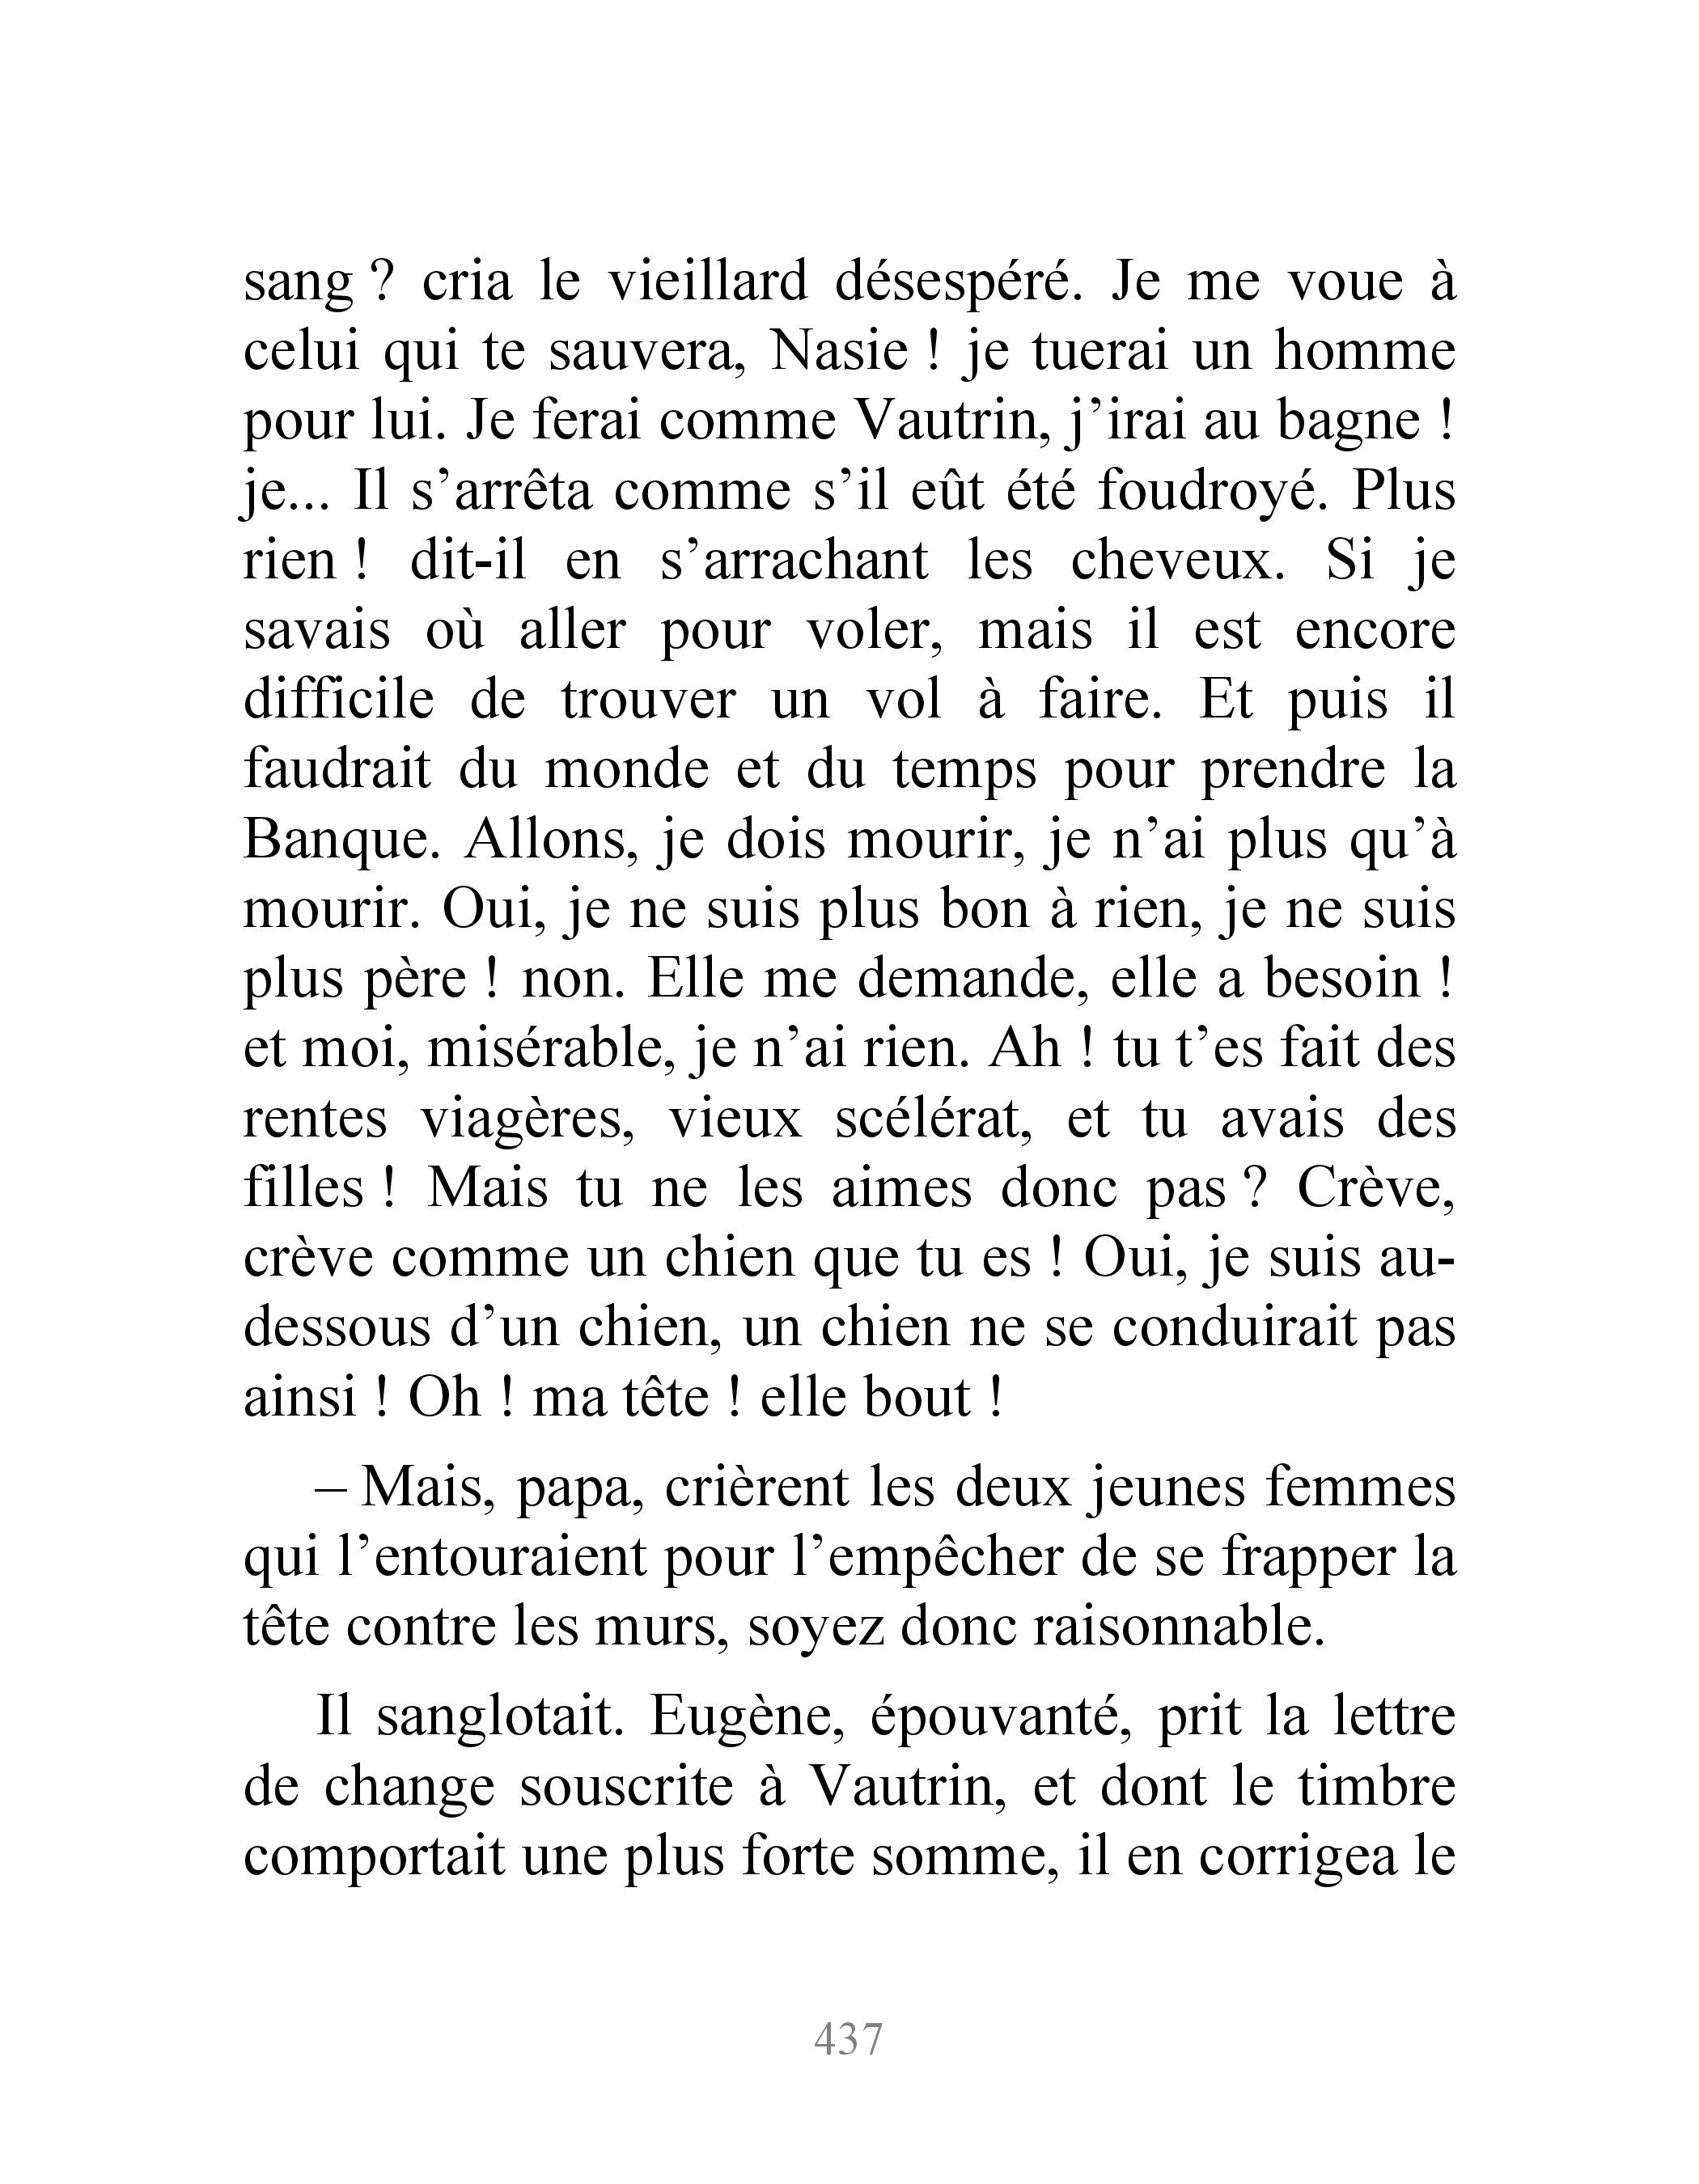 sang ? cria le vieillard désespéré. Je me voue à
celui qui te sauvera, Nasie ! je tuerai un homme
pour lui. Je ferai comme Vautrin, j’irai au bagne !
je... Il s’arrêta comme s’il eût été foudroyé. Plus
rien ! dit-il en s’arrachant les cheveux. Si je
savais où aller pour voler, mais il est encore
difficile de trouver un vol à faire. Et puis il
faudrait du monde et du temps pour prendre la
Banque. Allons, je dois mourir, je n’ai plus qu’à
mourir. Oui, je ne suis plus bon à rien, je ne suis
plus père ! non. Elle me demande, elle a besoin !
et moi, misérable, je n’ai rien. Ah ! tu t’es fait des
rentes viagères, vieux scélérat, et tu avais des
filles ! Mais tu ne les aimes donc pas ? Crève,
crève comme un chien que tu es ! Oui, je suis au-
dessous d’un chien, un chien ne se conduirait pas
ainsi ! Oh ! ma tête ! elle bout !
– Mais, papa, crièrent les deux jeunes femmes
qui l’entouraient pour l’empêcher de se frapper la
tête contre les murs, soyez donc raisonnable.
Il sanglotait. Eugène, épouvanté, prit la lettre
de change souscrite à Vautrin, et dont le timbre
comportait une plus forte somme, il en corrigea le
437